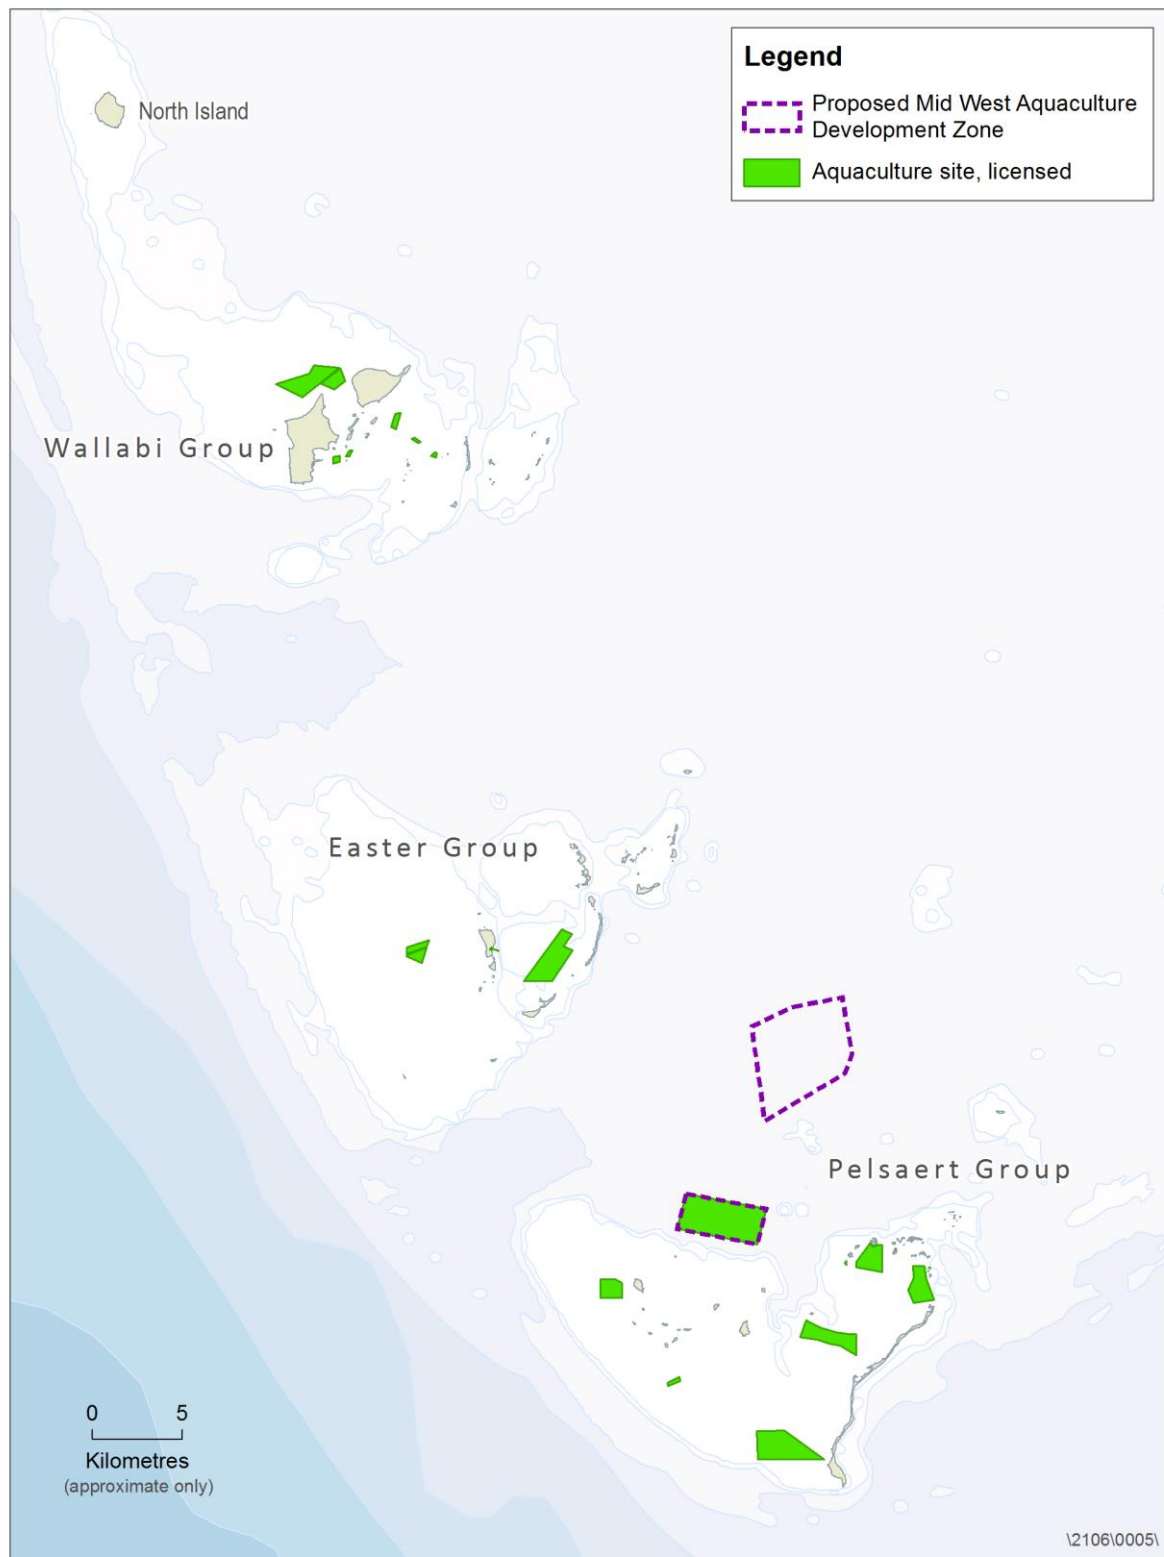 Legend
Proposed Mid West Aquaculture
Development Zone
Aquaculture site, licensed
North Island
Wallabi Group
Easter Group
Pelsaert Group
0 5
Kilometres
(approximate only)
\2106\0005\